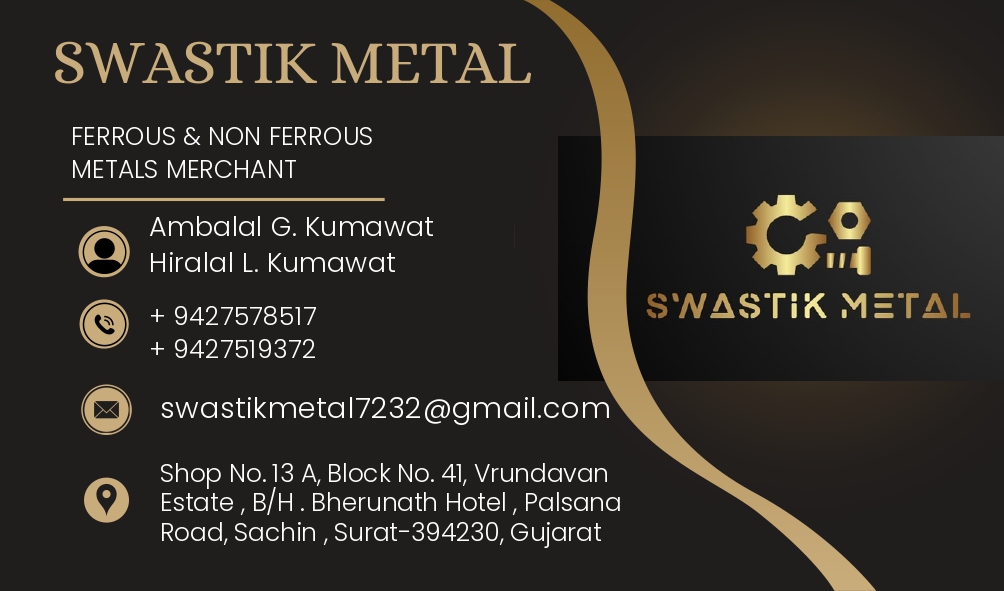 SWASTIK METAL
FERROUS & NON FERROUS
METALS MERCHANT
Ambalal G. Kumawat
Hiralal L. Kumawat
+ 9427578517
+ 9427519372
swastikmetal7232@gmail.com
Shop No. 13 A, Block No. 41, Vrundavan
Estate , B/H . Bherunath Hotel , Palsana
Road, Sachin , Surat-394230, Gujarat
SWASTIK METAL